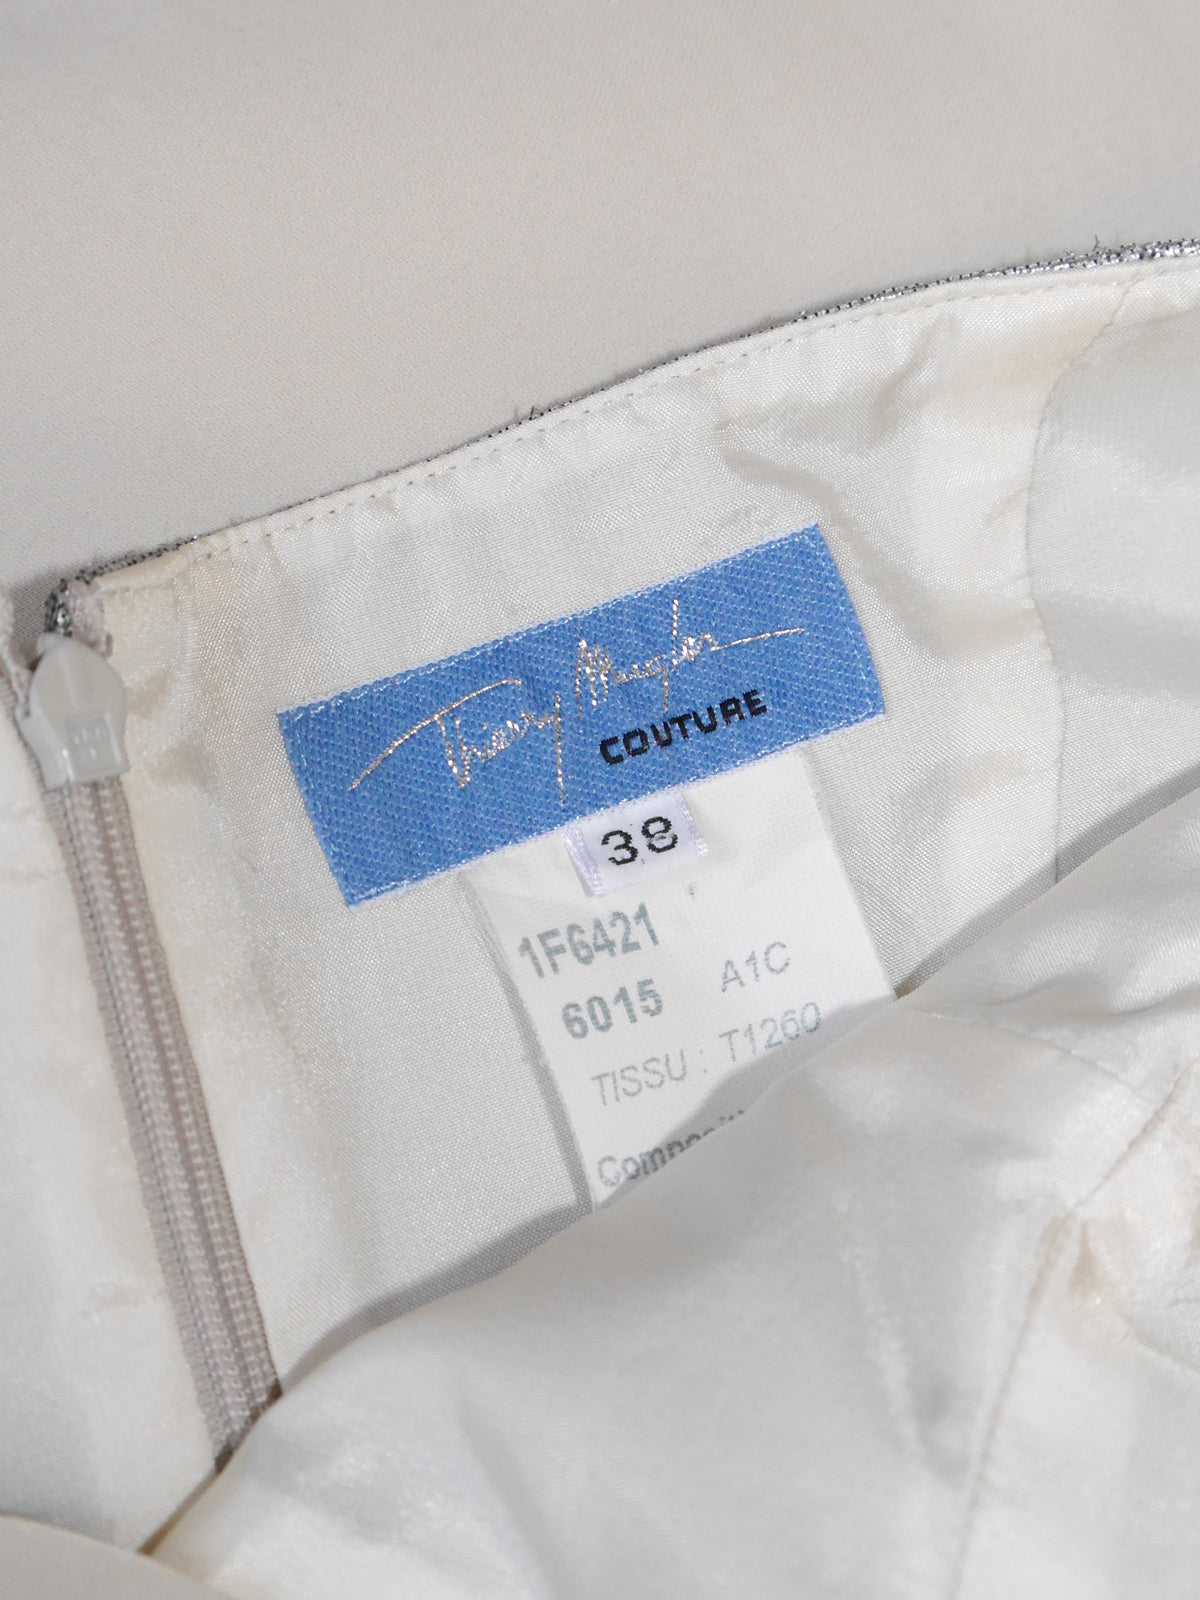 Thierry Mugler
COUTURE
38
1F6421
6015 A1C
TISSU : T1260